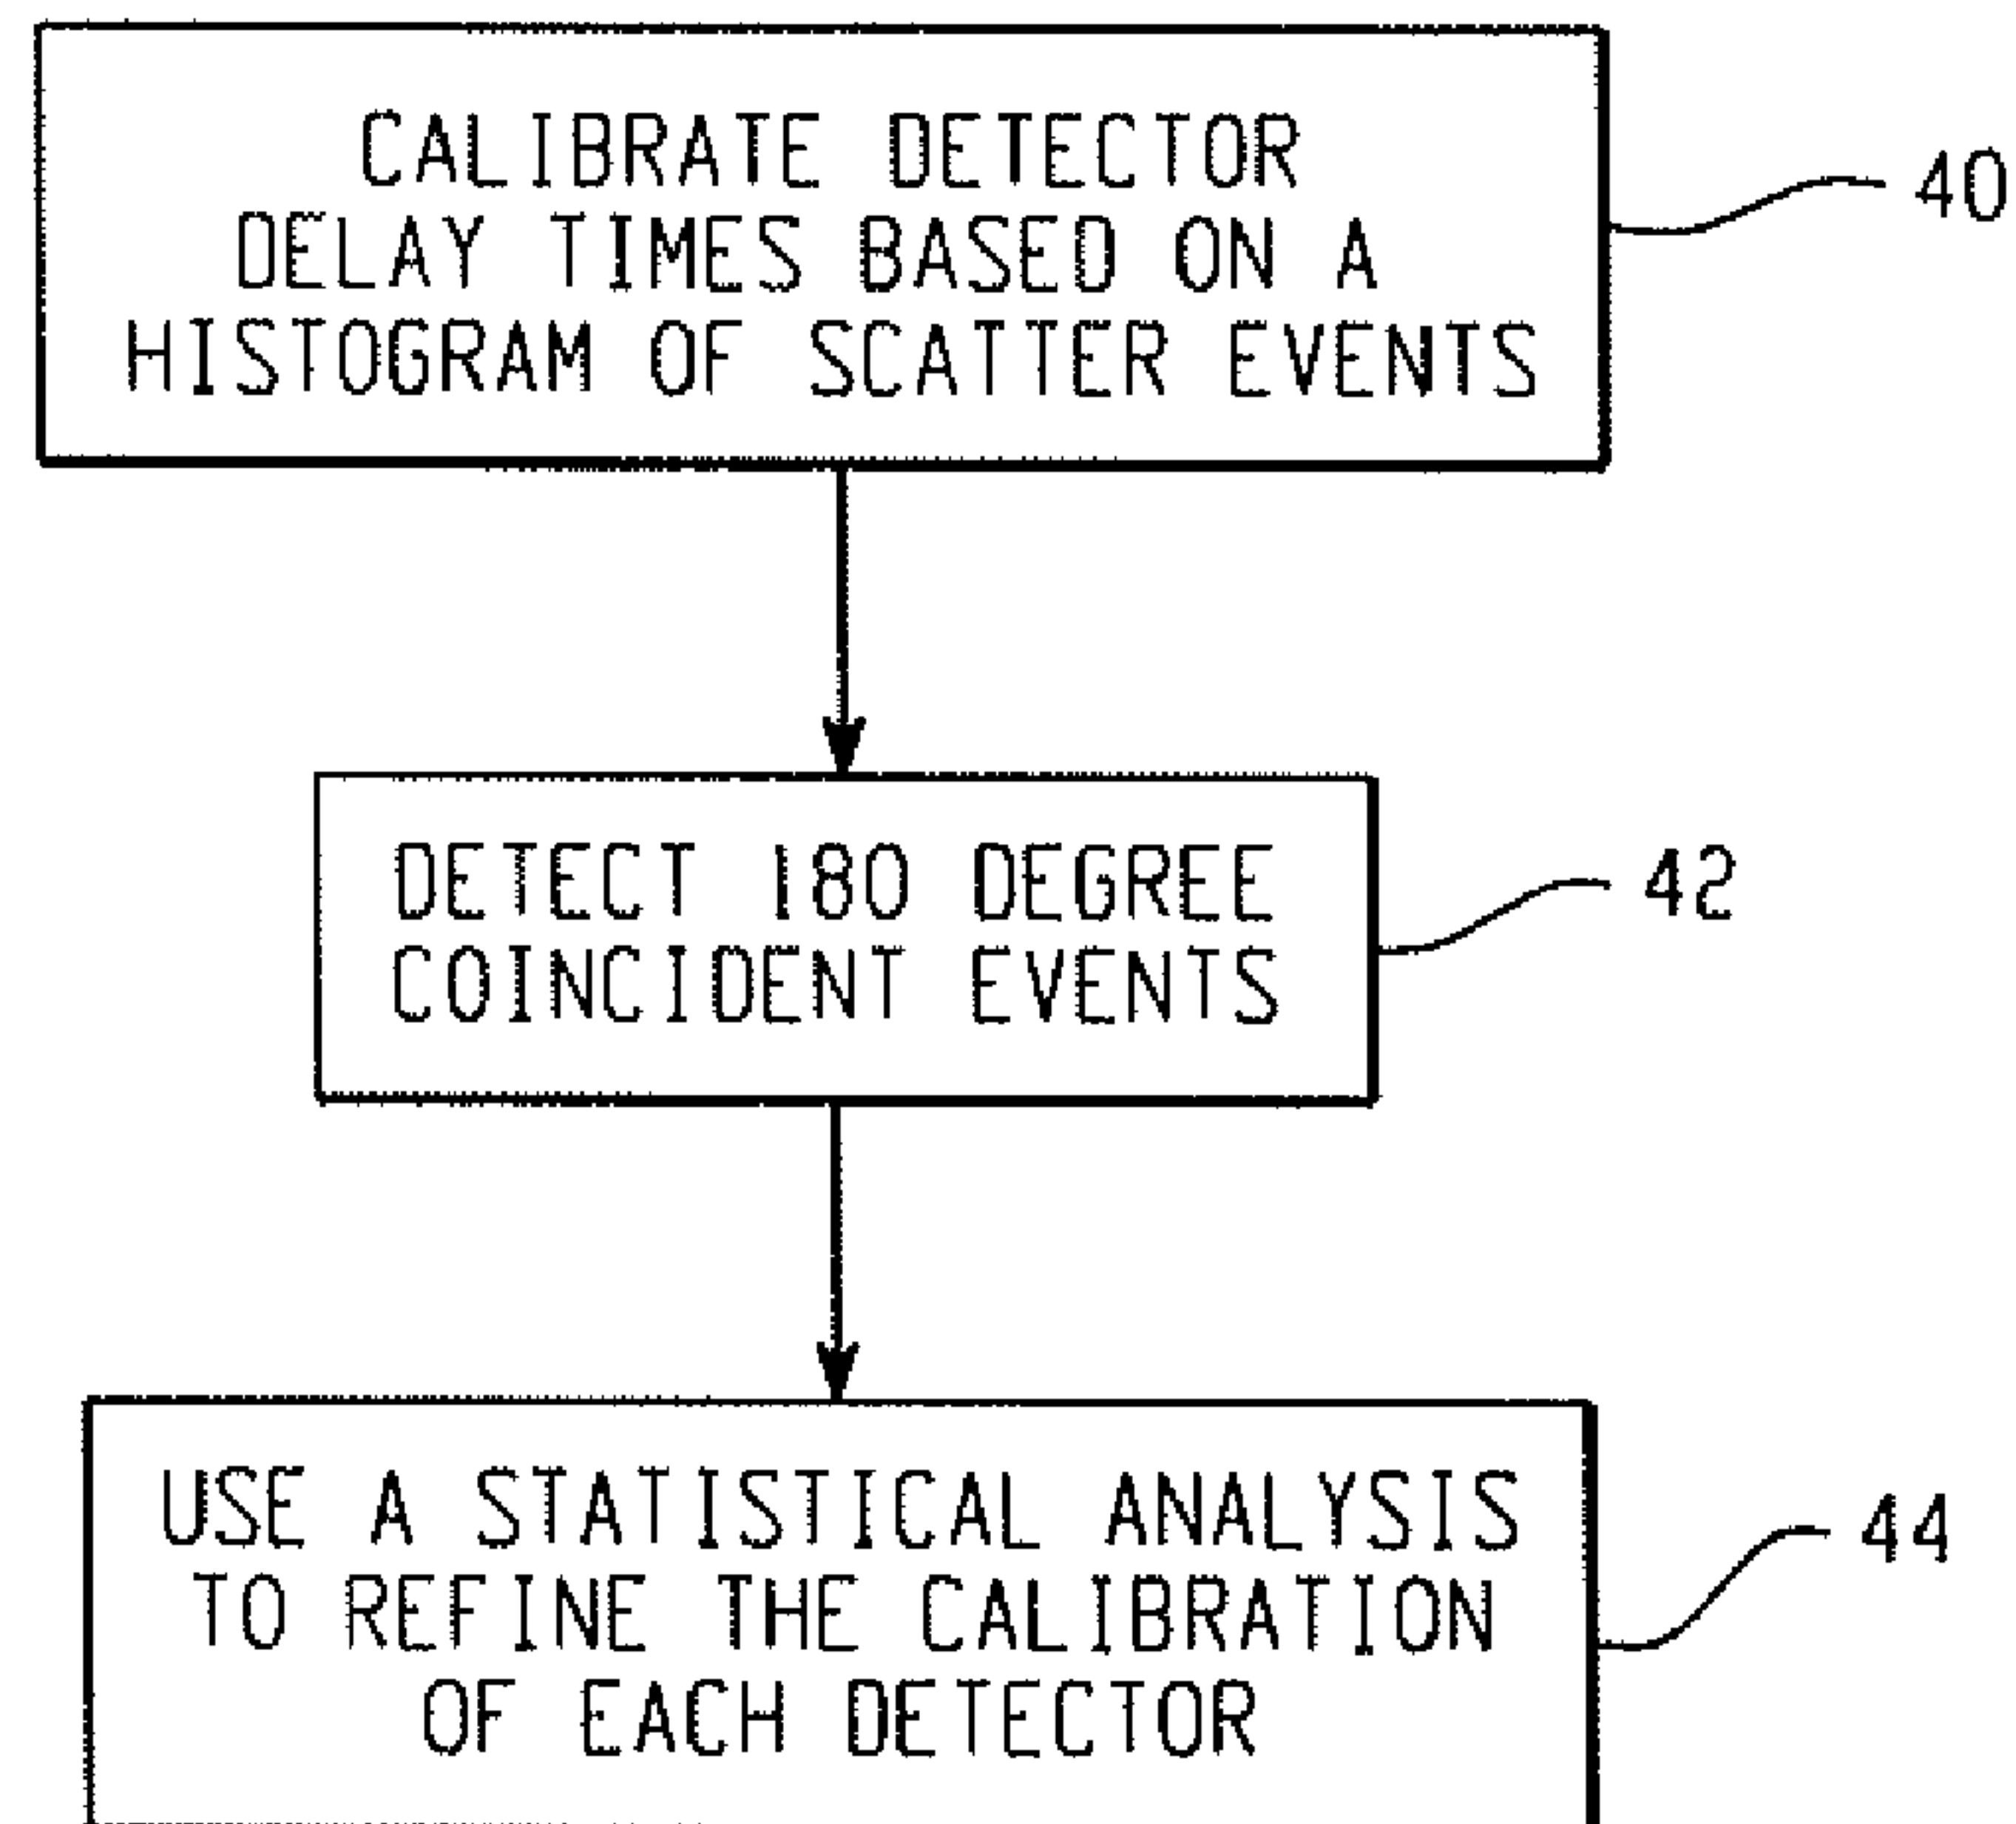 CALIBRATE DETECTOR
DELAY TIMES BASED ON A
HISTOGRAM OF SCATTER EVENTS
40
DETECT 180 DEGREE
COINCIDENT EVENTS
42
USE A STATISTICAL ANALYSIS
TO REFINE THE CALIBRATION
OF EACH DETECTOR
44